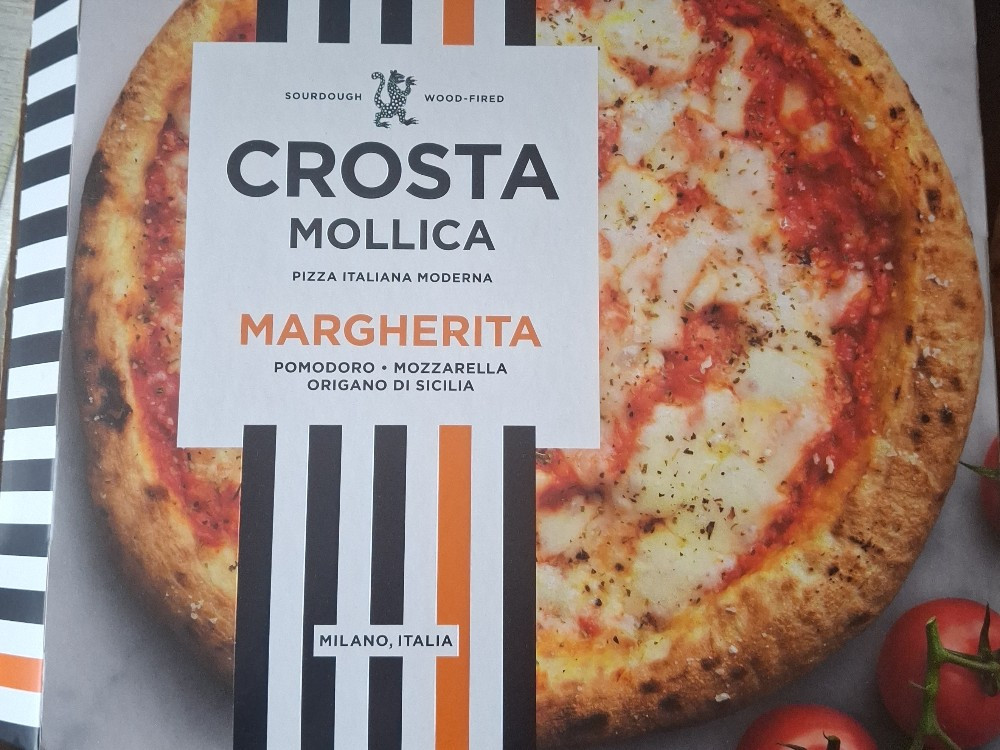 SOURDOUGH WOOD-FIRED
CROSTA
MOLLICA
PIZZA ITALIANA MODERNA
MARGHERITA
POMODORO • MOZZARELLA
ORIGANO DI SICILIA
MILANO, ITALIA